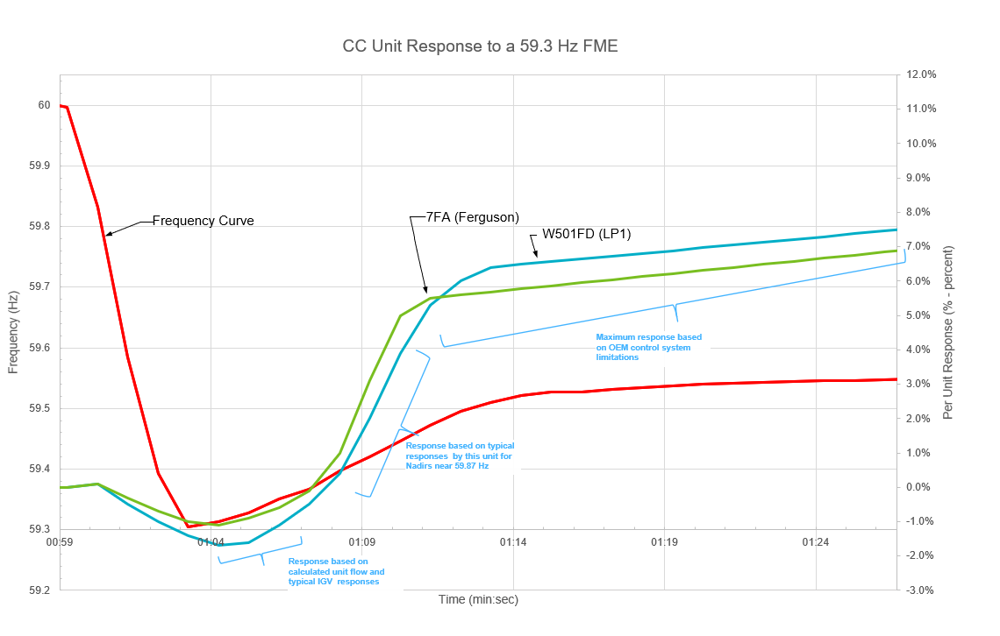 CC Unit Response to a 59.3 Hz FME
12.0%
60
11.0%
10.0%
59.9
9.0%
8.0%
Frequency Curve
7FA (Ferguson)
59.8
W501FD (LP1)
7.0%
59.7
6.0%
5.0%
Maximum response based
on OEM control system
limitations
59.6
4.0%
3.0%
59.5
2.0%
Response based on typical
responses by this unit for
Nadirs near 59.87 Hz
1.0%
59.4
0.0%
-1.0%
59.3
00:59
01:04
01:09
01:14
01:19
01:24
-2.0%
Response based on
calculated unit flow and
typical IGV responses
59.2
-3.0%
Time (min:sec)
Frequency (Hz)
Per Unit Response (% - percent)